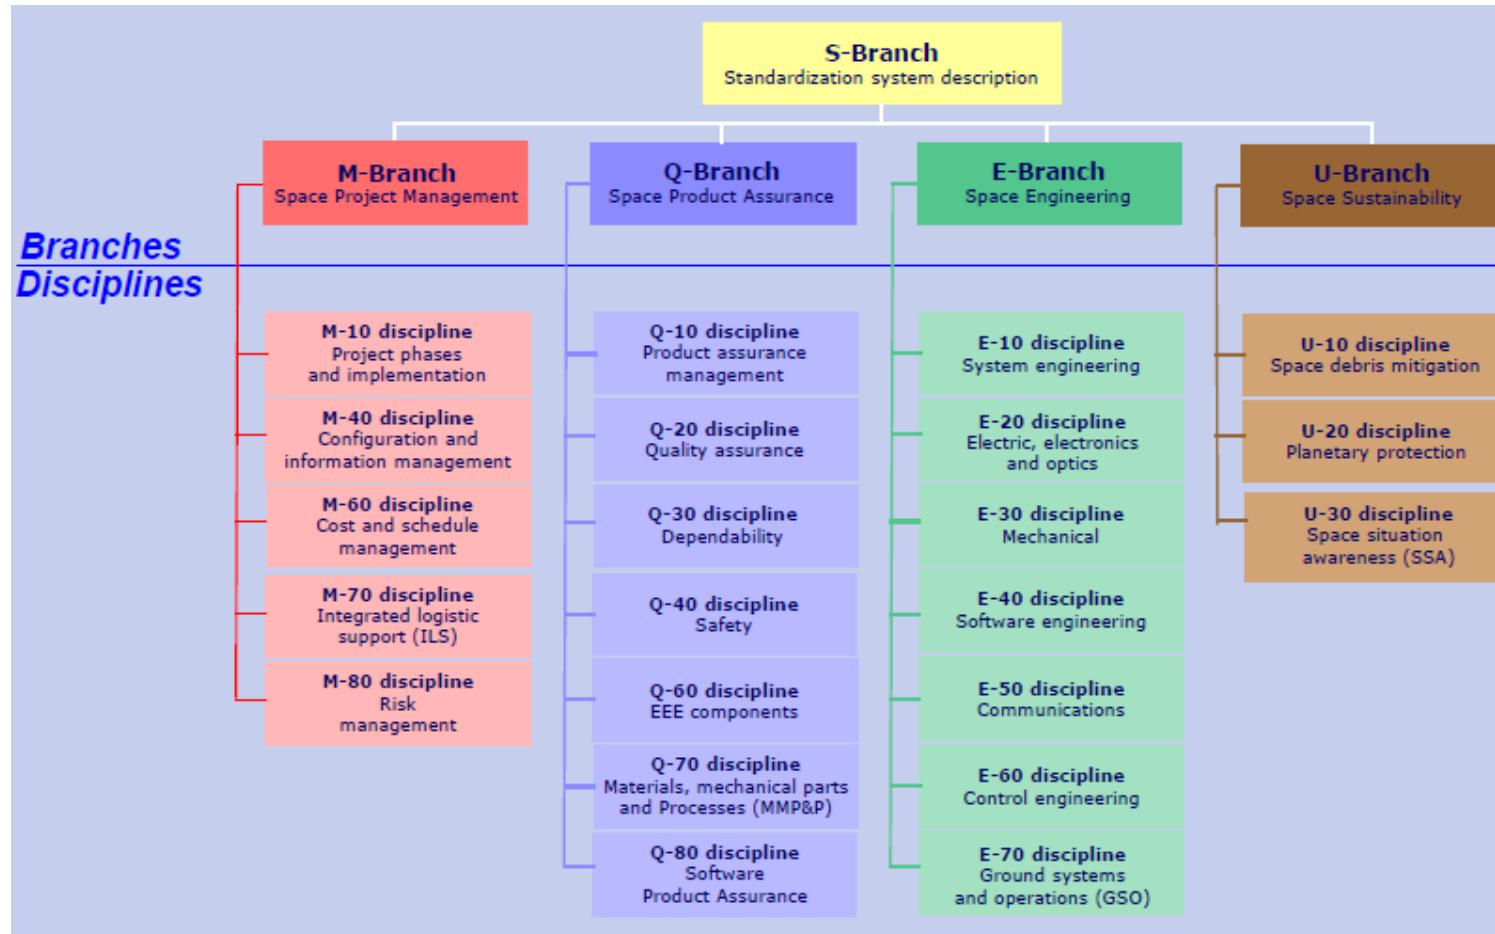 S-Branch
Standardization system description
M-Branch
Space Project Management
Q-Branch
Space Product Assurance
E-Branch
Space Engineering
U-Branch
Space Sustainability
Branches
Disciplines
M-10 discipline
Project phases
and implementation
M-40 discipline
Configuration and
information management
M-60 discipline
Cost and schedule
management
M-70 discipline
Integrated logistic
support (ILS)
M-80 discipline
Risk
management
Q-10 discipline
Product assurance
management
Q-20 discipline
Quality assurance
Q-30 discipline
Dependability
Q-40 discipline
Safety
Q-60 discipline
EEE components
Q-70 discipline
Materials, mechanical parts
and Processes (MMP&P)
Q-80 discipline
Software
Product Assurance
E-10 discipline
System engineering
E-20 discipline
Electric, electronics
and optics
E-30 discipline
Mechanical
E-40 discipline
Software engineering
E-50 discipline
Communications
E-60 discipline
Control engineering
E-70 discipline
Ground systems
and operations (GSO)
U-10 discipline
Space debris mitigation
U-20 discipline
Planetary protection
U-30 discipline
Space situation
awareness (SSA)